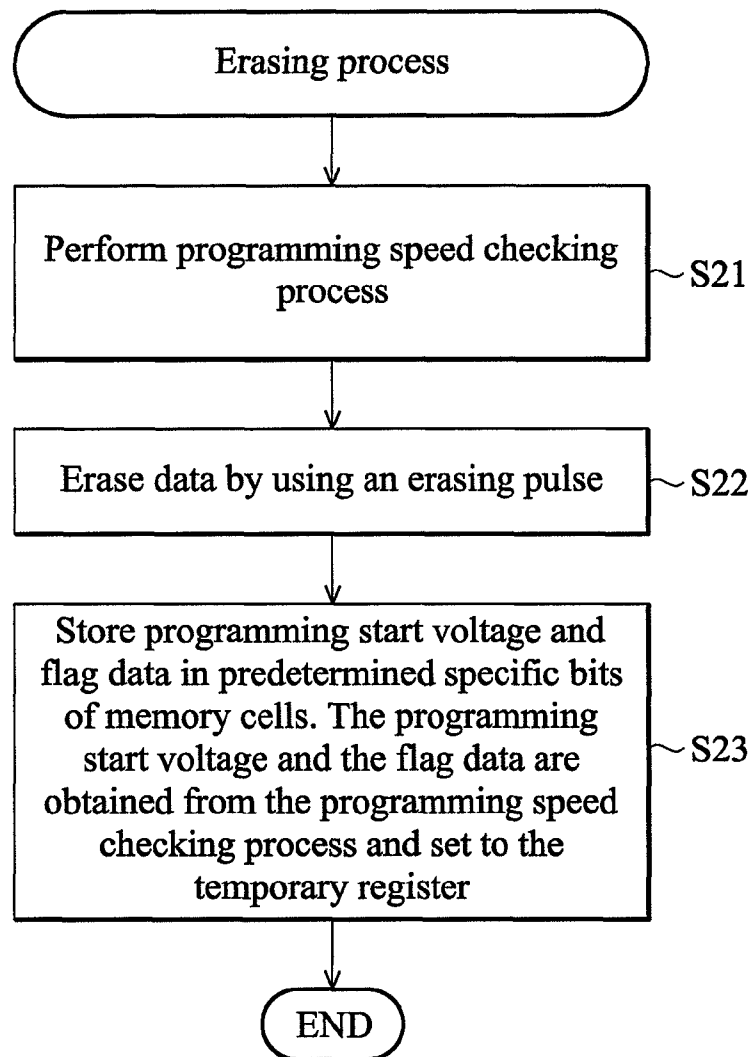 Erasing process
Perform programming speed checking
process
S21
Erase data by using an erasing pulse
S22
Store programming start voltage and
flag data in predetermined specific bits
of memory cells. The programming
start voltage and the flag data are
obtained from the programming speed
checking process and set to the
temporary register
S23
END